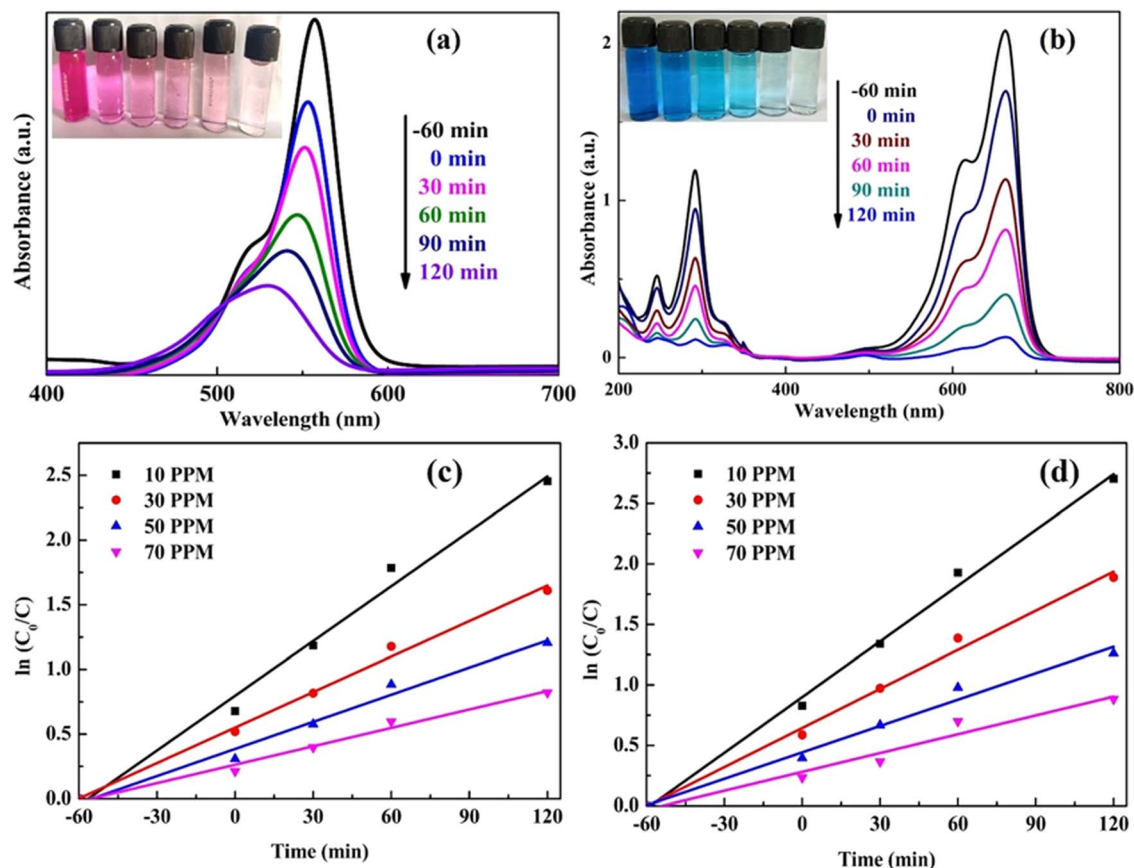 (a)
-60 min
0 min
30 min
60 min
90 min
120 min
Absorbance (a.u.)
400
500
600
700
Wavelength (nm)
(b)
-60 min
0 min
30 min
60 min
90 min
120 min
Absorbance (a.u.)
2
1
0
200
400
600
800
Wavelength (nm)
(c)
10 PPM
30 PPM
50 PPM
70 PPM
ln (C₀/C)
2.5
2.0
1.5
1.0
0.5
0.0
-60
-30
0
30
60
90
120
Time (min)
(d)
10 PPM
30 PPM
50 PPM
70 PPM
ln (C₀/C)
3.0
2.5
2.0
1.5
1.0
0.5
0.0
-60
-30
0
30
60
90
120
Time (min)